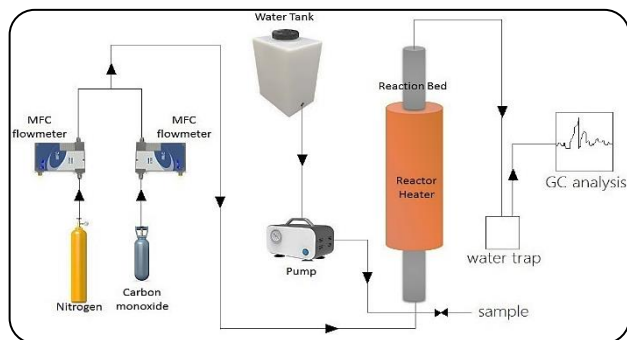 Water Tank
MFC
flowmeter
MFC
flowmeter
Reaction Bed
Reactor
Heater
GC analysis
water trap
Pump
Nitrogen
Carbon
monoxide
sample